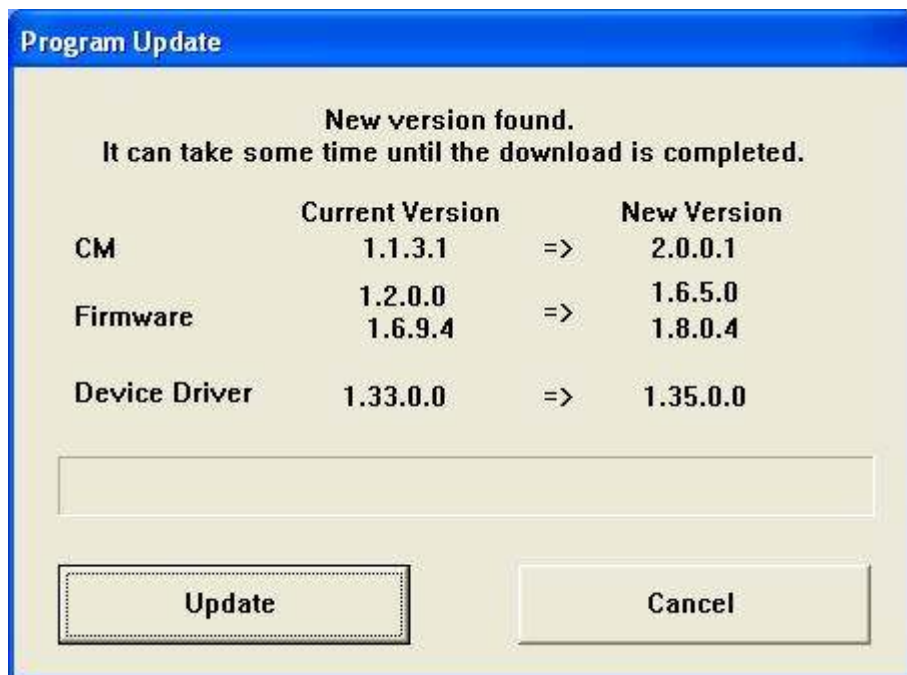 Program Update
New version found.
It can take some time until the download is completed.
Current Version New Version
CM 1.1.3.1 => 2.0.0.1
1.2.0.0 1.6.5.0
Firmware =>
1.6.9.4 1.8.0.4
Device Driver 1.33.0.0 => 1.35.0.0
Update Cancel